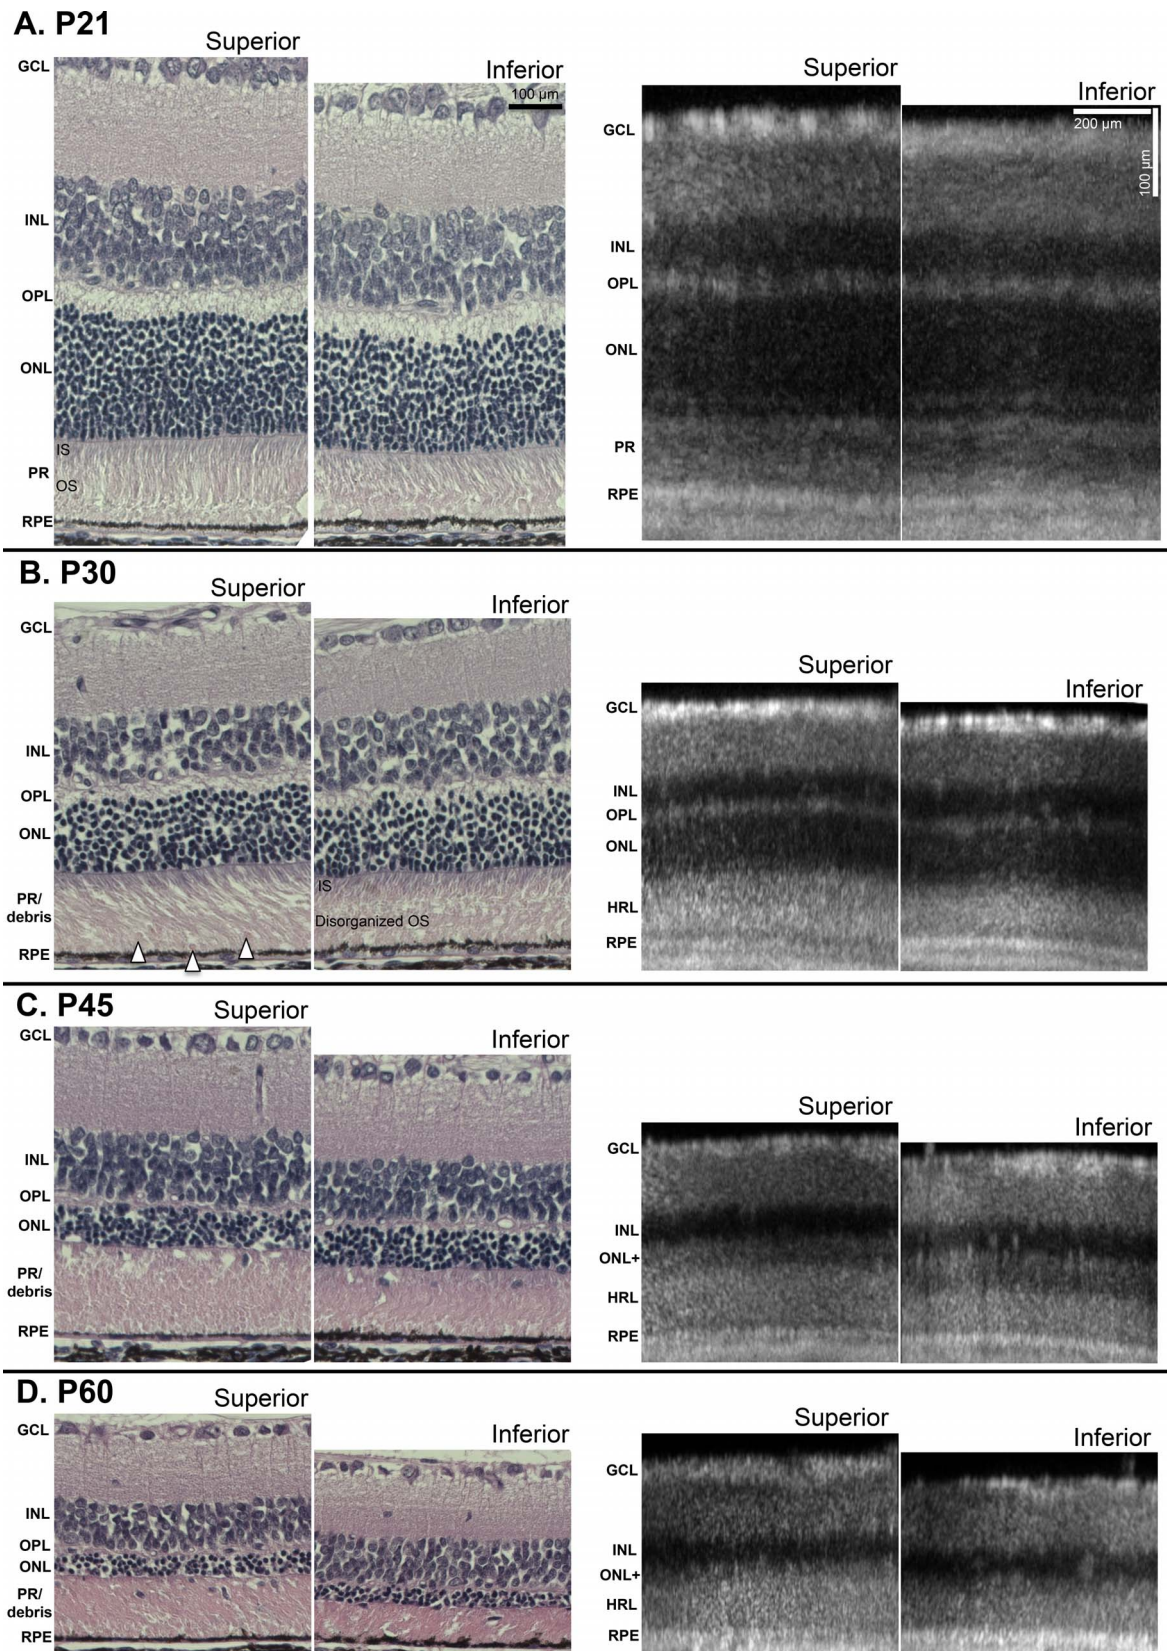 A. P21
Superior
Inferior
100 µm
GCL
INL
OPL
ONL
IS
PR
OS
RPE
Superior
Inferior
200 µm
100 µm
GCL
INL
OPL
ONL
PR
RPE
B. P30
Superior
Inferior
GCL
INL
OPL
ONL
IS
PR/
debris
Disorganized OS
RPE
Superior
Inferior
GCL
INL
OPL
ONL
HRL
RPE
C. P45
Superior
Inferior
GCL
INL
OPL
ONL
PR/
debris
RPE
Superior
Inferior
GCL
INL
ONL+
HRL
RPE
D. P60
Superior
Inferior
GCL
INL
OPL
ONL
PR/
debris
RPE
Superior
Inferior
GCL
INL
ONL+
HRL
RPE